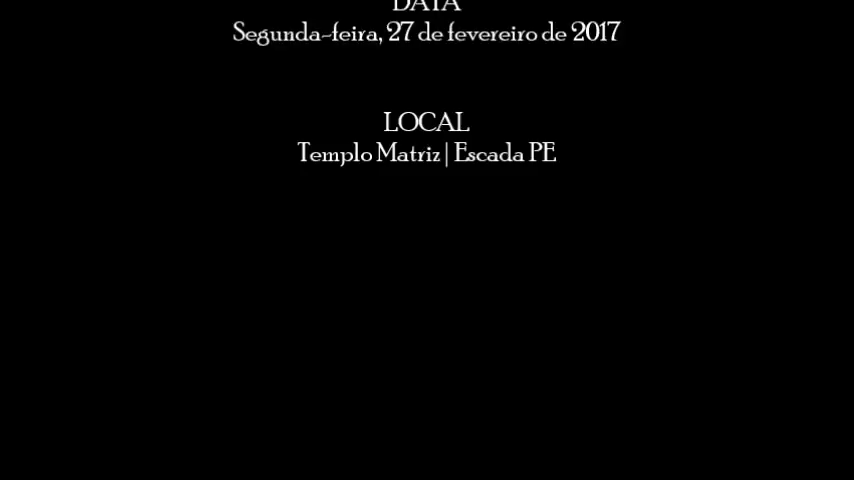 DATA
Segunda-feira, 27 de fevereiro de 2017
LOCAL
Templo Matriz | Escada PE